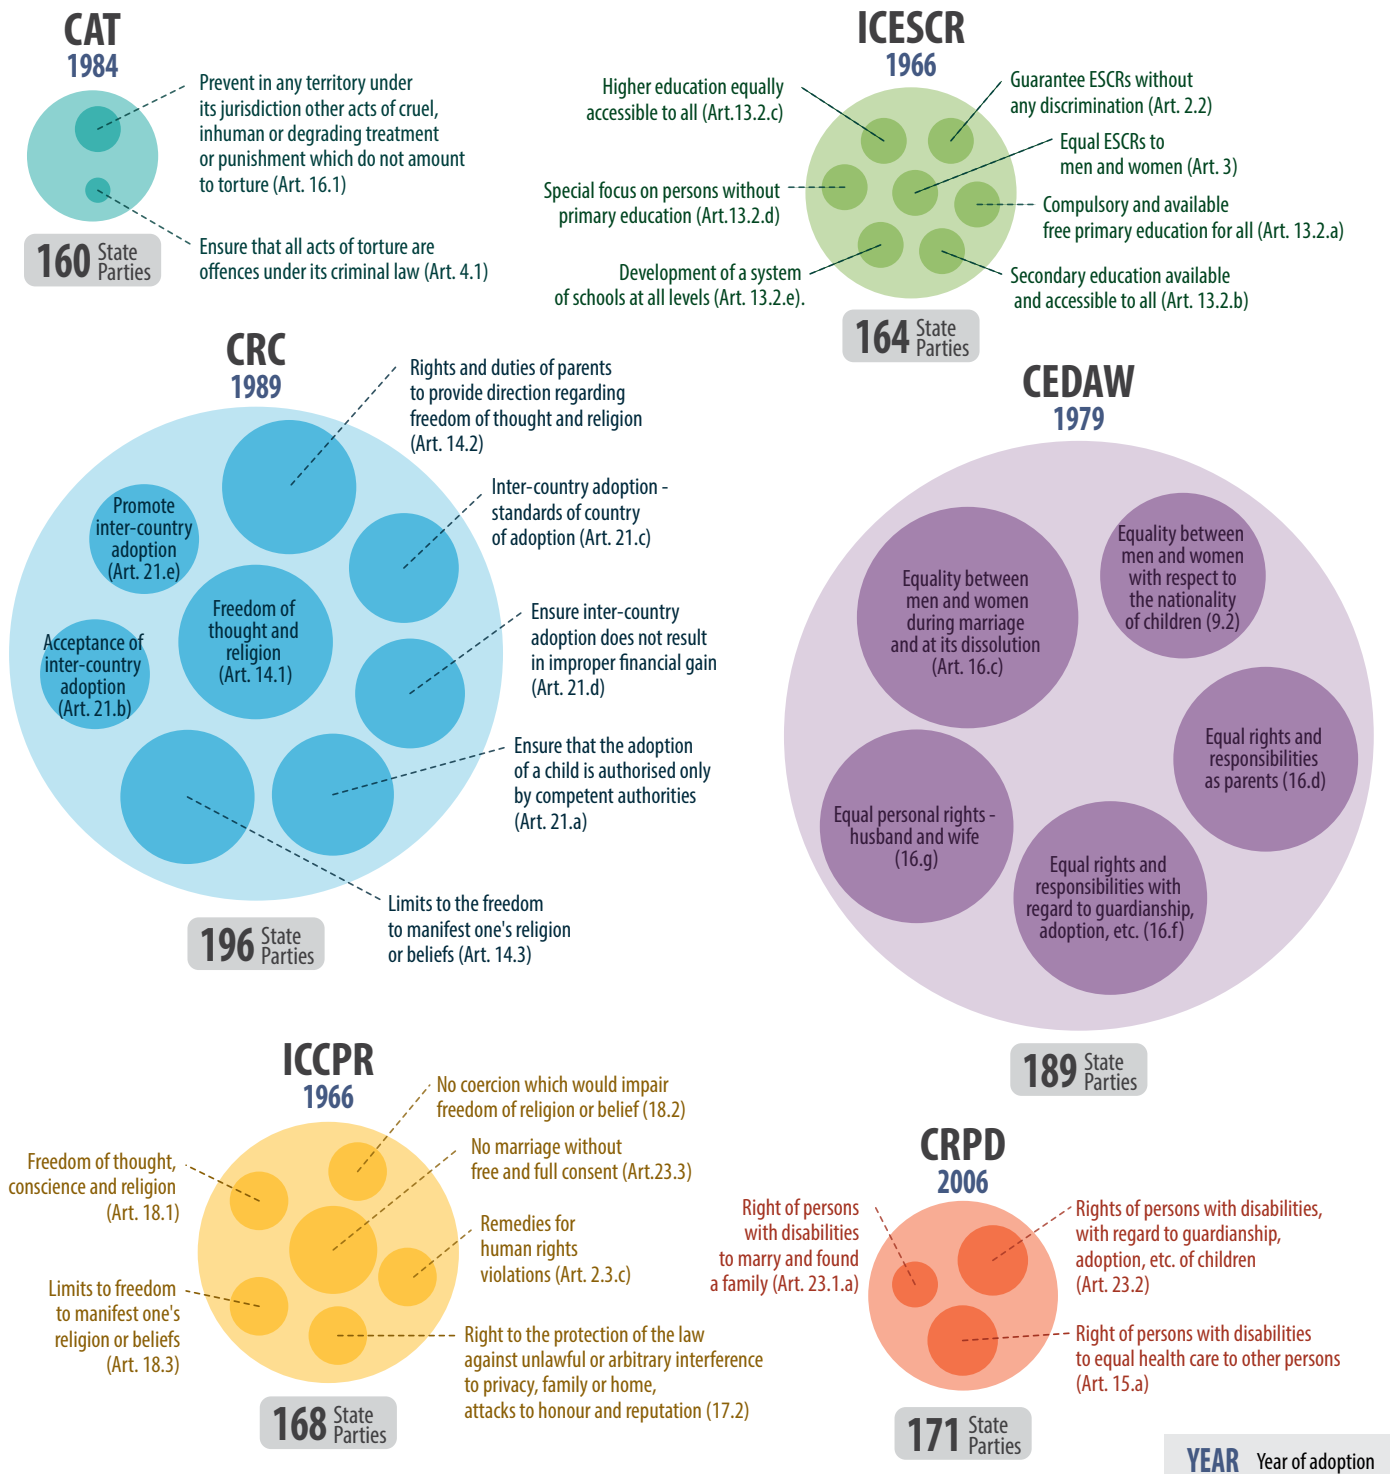 CAT
1984
Prevent in any territory under
its jurisdiction other acts of cruel,
inhuman or degrading treatment
or punishment which do not amount
to torture (Art. 16.1)
Ensure that all acts of torture are
offences under its criminal law (Art. 4.1)
160 State
Parties
ICESCR
1966
Higher education equally
accessible to all (Art.13.2.c)
Special focus on persons without
primary education (Art.13.2.d)
Development of a system
of schools at all levels (Art. 13.2.e).
Guarantee ESCRs without
any discrimination (Art. 2.2)
Equal ESCRs to
men and women (Art. 3)
Compulsory and available
free primary education for all (Art. 13.2.a)
Secondary education available
and accessible to all (Art. 13.2.b)
164 State
Parties
CRC
1989
Rights and duties of parents
to provide direction regarding
freedom of thought and religion
(Art. 14.2)
Inter-country adoption -
standards of country
of adoption (Art. 21.c)
Promote
inter-country
adoption
(Art. 21.e)
Freedom of
thought and
religion
(Art. 14.1)
Acceptance of
inter-country
adoption
(Art. 21.b)
Ensure inter-country
adoption does not result
in improper financial gain
(Art. 21.d)
Ensure that the adoption
of a child is authorised only
by competent authorities
(Art. 21.a)
Limits to the freedom
to manifest one's religion
or beliefs (Art. 14.3)
196 State
Parties
CEDAW
1979
Equality between
men and women
during marriage
and at its dissolution
(Art. 16.c)
Equality between
men and women
with respect to
the nationality
of children (9.2)
Equal rights and
responsibilities
as parents (16.d)
Equal personal rights -
husband and wife
(16.g)
Equal rights and
responsibilities with
regard to guardianship,
adoption, etc. (16.f)
189 State
Parties
ICCPR
1966
No coercion which would impair
freedom of religion or belief (18.2)
No marriage without
free and full consent (Art.23.3)
Freedom of thought,
conscience and religion
(Art. 18.1)
Remedies for
human rights
violations (Art. 2.3.c)
Limits to freedom
to manifest one's
religion or beliefs
(Art. 18.3)
Right to the protection of the law
against unlawful or arbitrary interference
to privacy, family or home,
attacks to honour and reputation (17.2)
168 State
Parties
CRPD
2006
Right of persons
with disabilities
to marry and found
a family (Art. 23.1.a)
Rights of persons with disabilities,
with regard to guardianship,
adoption, etc. of children
(Art. 23.2)
Right of persons with disabilities
to equal health care to other persons
(Art. 15.a)
171 State
Parties
YEAR Year of adoption